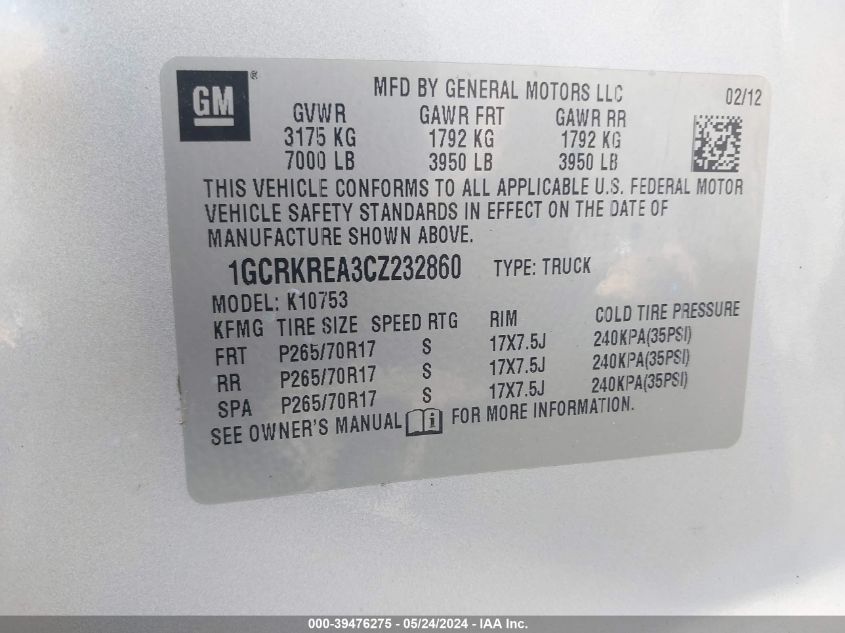 GM®
MFD BY GENERAL MOTORS LLC 02/12
GVWR GAWR FRT GAWR RR
3175 KG 1792 KG 1792 KG
7000 LB 3950 LB 3950 LB
THIS VEHICLE CONFORMS TO ALL APPLICABLE U.S. FEDERAL MOTOR
VEHICLE SAFETY STANDARDS IN EFFECT ON THE DATE OF
MANUFACTURE SHOWN ABOVE.
1GCRKREA3CZ232860 TYPE: TRUCK
MODEL: K10753
KFMG TIRE SIZE SPEED RTG RIM COLD TIRE PRESSURE
FRT P265/70R17 S 17X7.5J 240KPA(35PSI)
RR P265/70R17 S 17X7.5J 240KPA(35PSI)
SPA P265/70R17 S 17X7.5J 240KPA(35PSI)
SEE OWNER'S MANUAL FOR MORE INFORMATION.
000-39476275 - 05/24/2024 - IAA Inc.